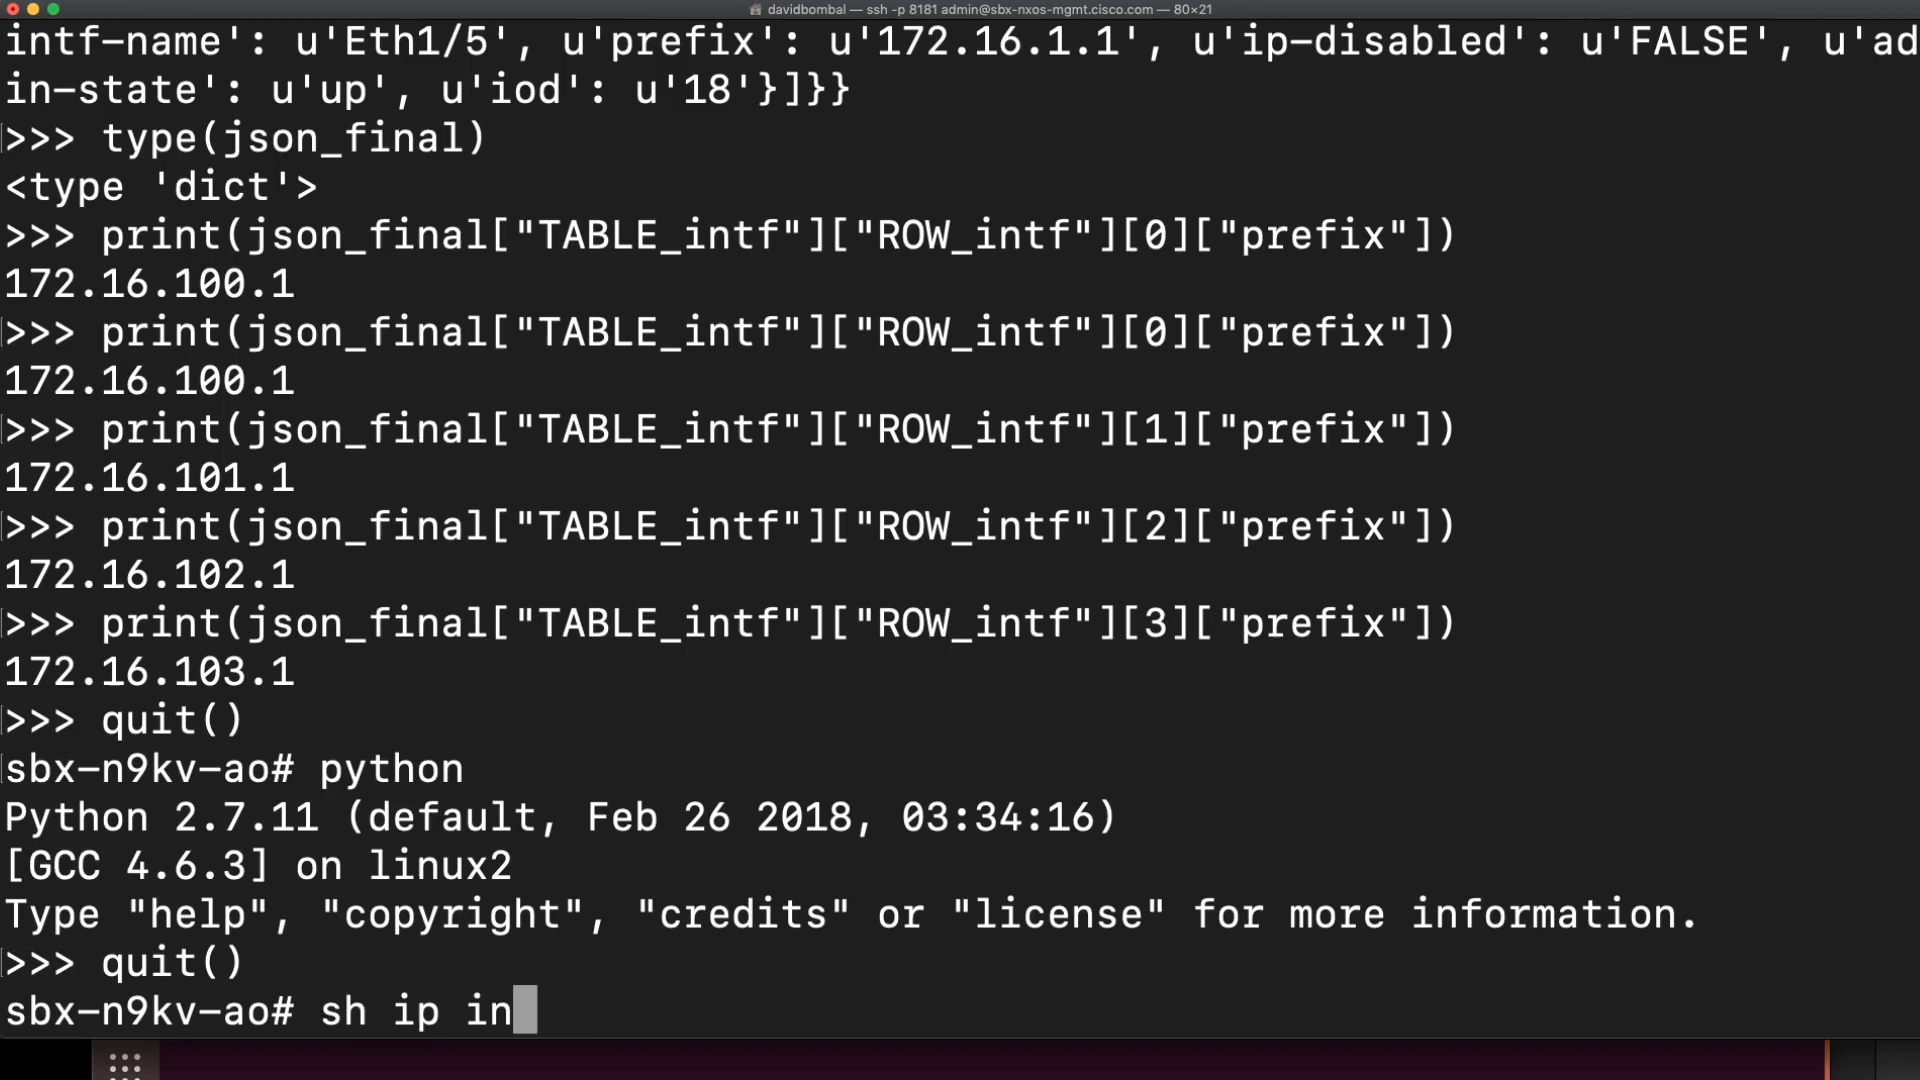 davidbombal — ssh -p 8181 admin@sbx-nxos-mgmt.cisco.com — 80×21
intf-name': u'Eth1/5', u'prefix': u'172.16.1.1', u'ip-disabled': u'FALSE', u'ad
in-state': u'up', u'iod': u'18'}]}}
>>> type(json_final)
<type 'dict'>
>>> print(json_final["TABLE_intf"]["ROW_intf"][0]["prefix"])
172.16.100.1
>>> print(json_final["TABLE_intf"]["ROW_intf"][0]["prefix"])
172.16.100.1
>>> print(json_final["TABLE_intf"]["ROW_intf"][1]["prefix"])
172.16.101.1
>>> print(json_final["TABLE_intf"]["ROW_intf"][2]["prefix"])
172.16.102.1
>>> print(json_final["TABLE_intf"]["ROW_intf"][3]["prefix"])
172.16.103.1
>>> quit()
sbx-n9kv-ao# python
Python 2.7.11 (default, Feb 26 2018, 03:34:16)
[GCC 4.6.3] on linux2
Type "help", "copyright", "credits" or "license" for more information.
>>> quit()
sbx-n9kv-ao# sh ip in